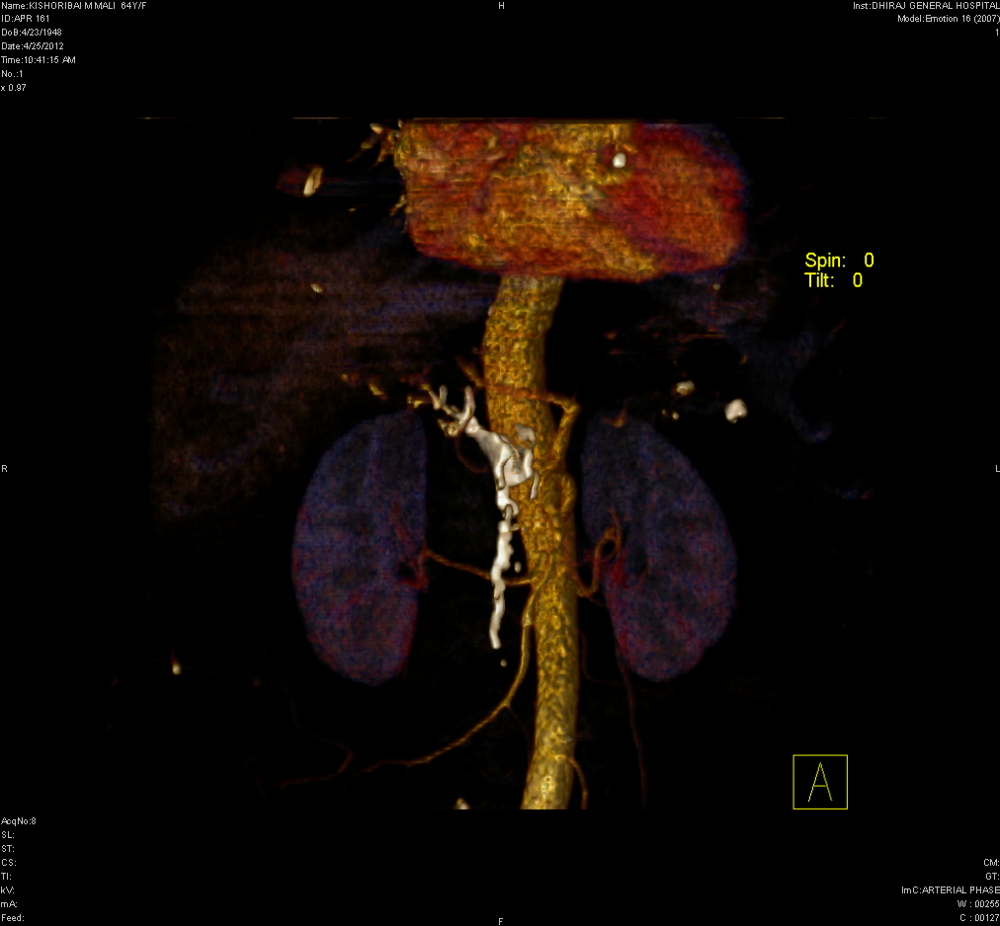 Name:KISHORIBAI M MALI 64Y/F
ID:APR 161
DoB:4/23/1948
Date:4/25/2012
Time:10:41:15 AM
No.:1
x 0.97
H
Inst:DHIRAJ GENERAL HOSPITAL
Model:Emotion 16 (2007)
1
Spin: 0
Tilt: 0
R
L
A
AcqNo:8
SL:
ST:
CS:
TI:
kV:
mA:
Feed:
F
CM:
GT:
ImC:ARTERIAL PHASE
W : 00255
C : 00127